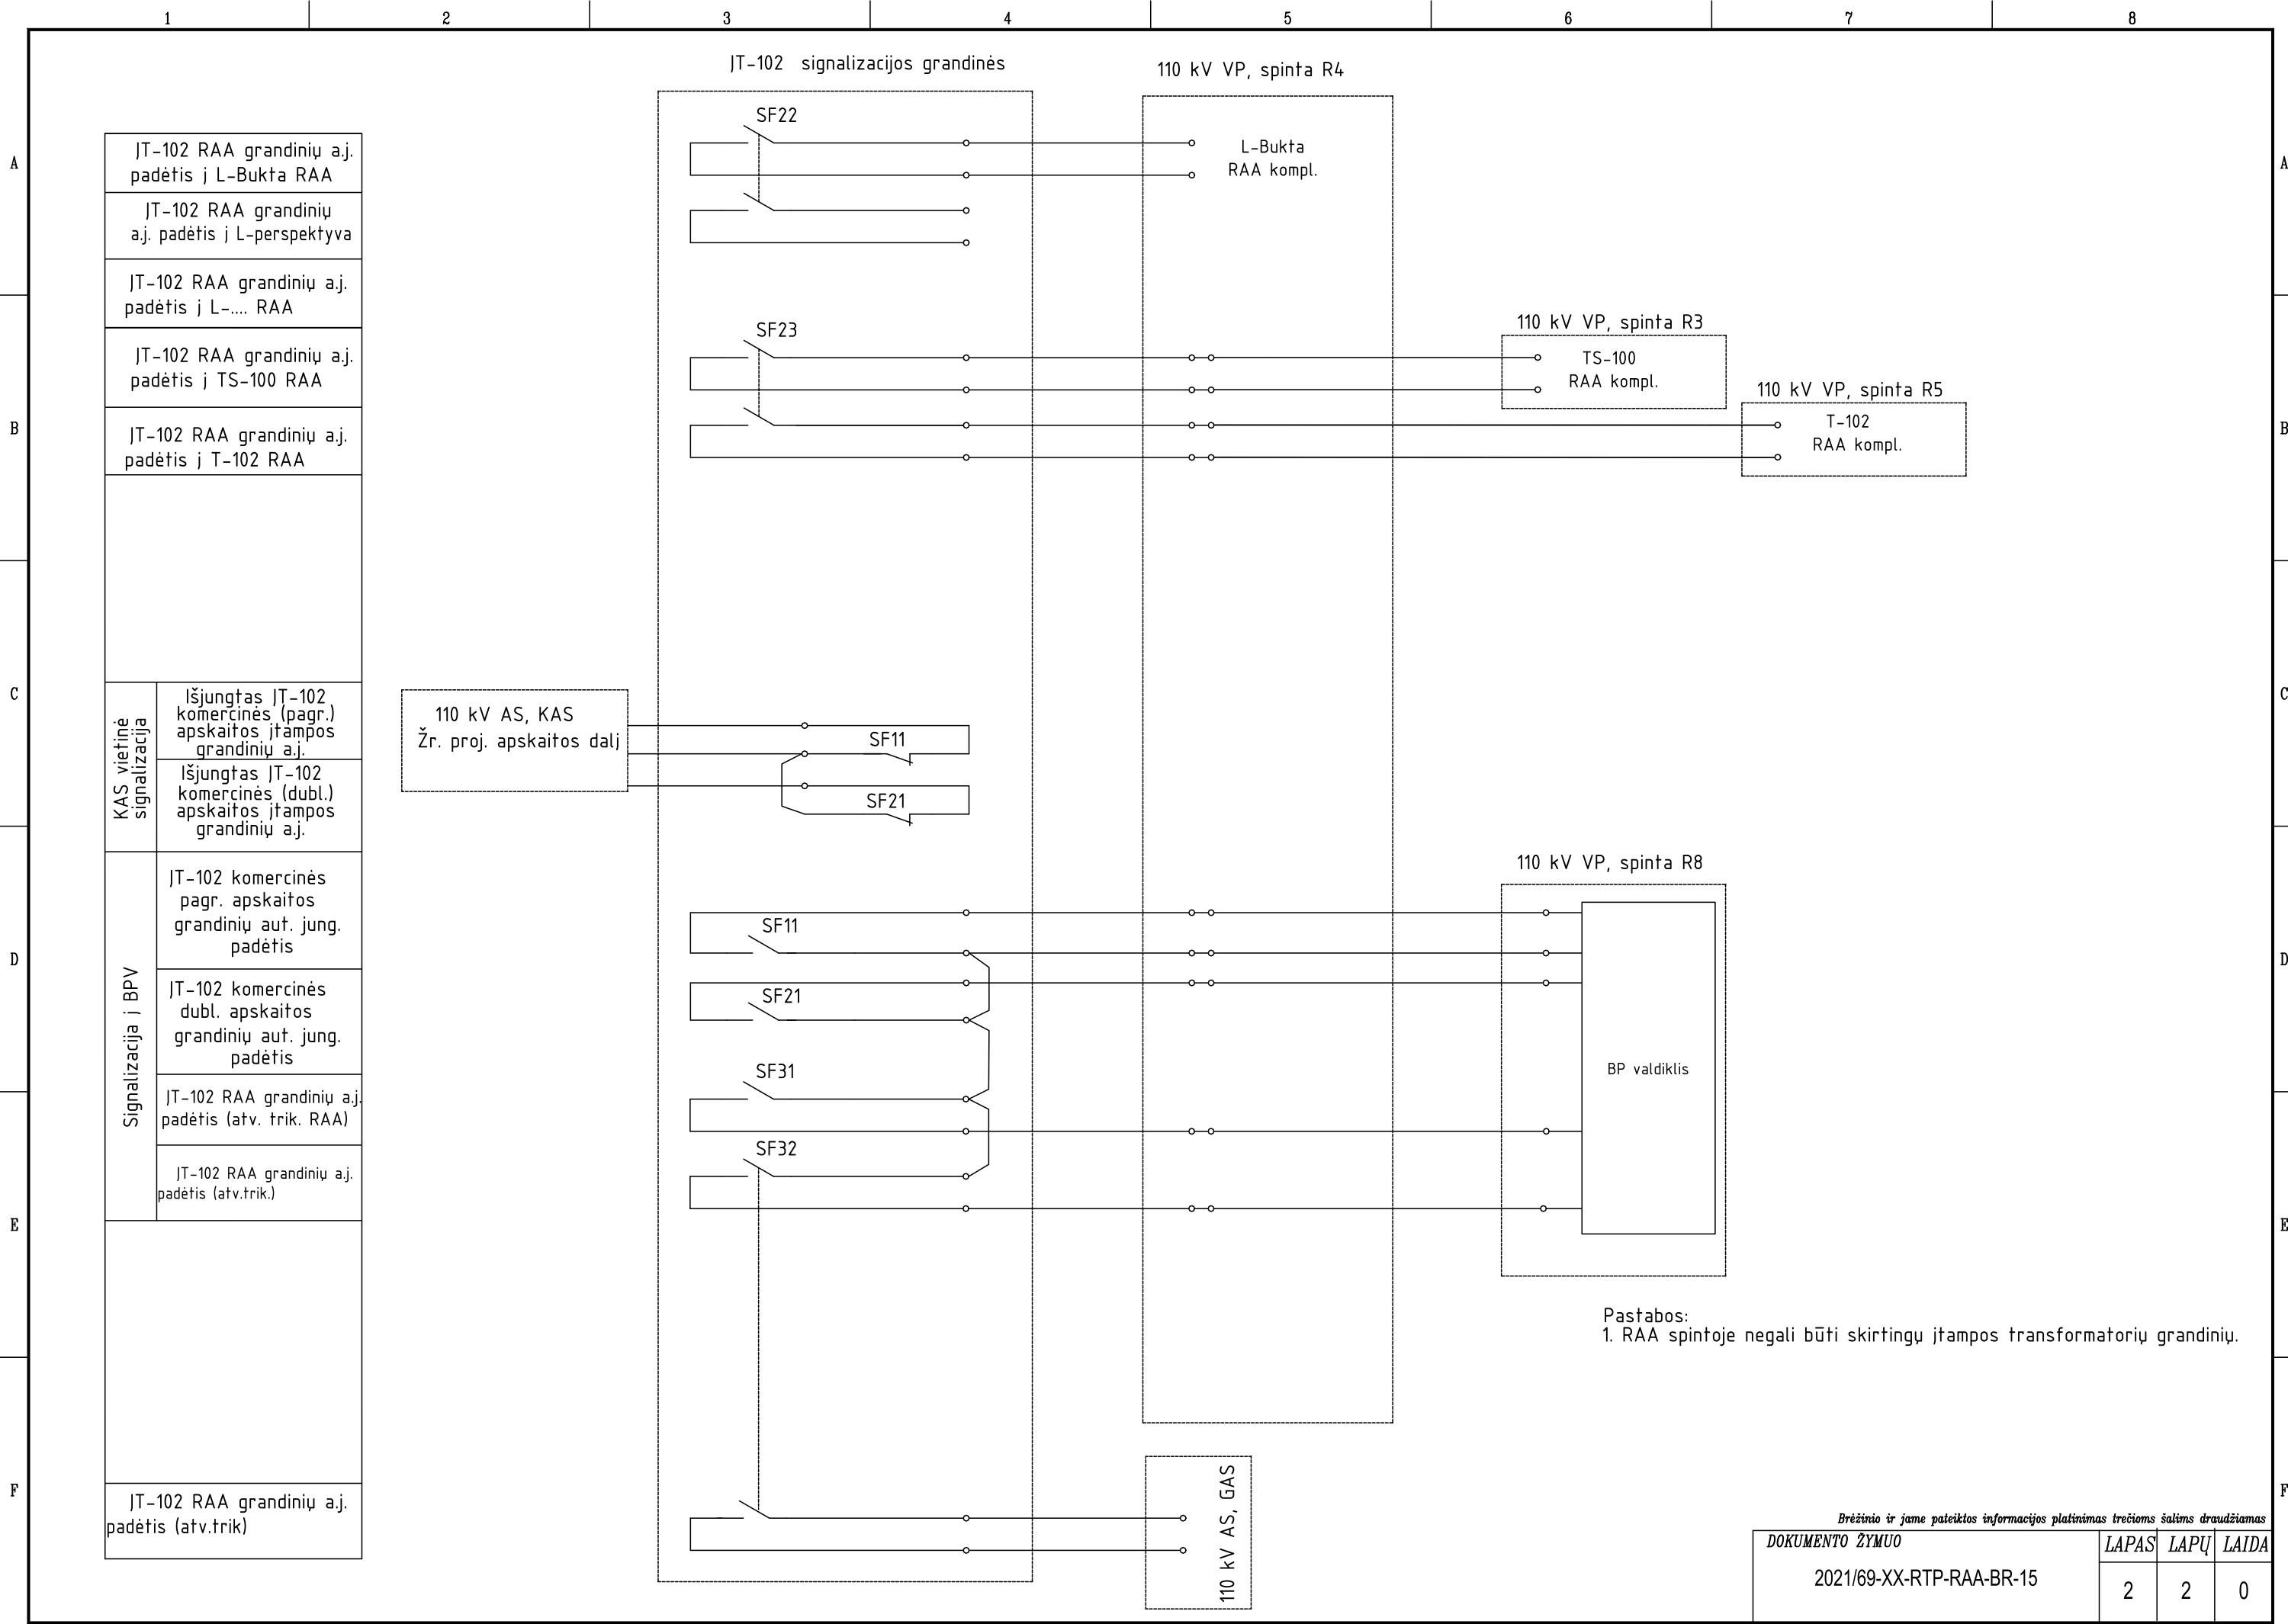 1 2 3 4 5 6 7 8
JT-102 signalizacijos grandinės
110 kV VP, spinta R4
A
A
SF22
L-Bukta
RAA kompl.
JT-102 RAA grandinių a.j.
padėtis į L-Bukta RAA
JT-102 RAA grandinių
a.j. padėtis į L-perspektyva
JT-102 RAA grandinių a.j.
padėtis į L-.... RAA
JT-102 RAA grandinių a.j.
padėtis į TS-100 RAA
JT-102 RAA grandinių a.j.
padėtis į T-102 RAA
SF23
110 kV VP, spinta R3
TS-100
RAA kompl.
110 kV VP, spinta R5
T-102
RAA kompl.
B
B
C
C
KAS vietinė
signalizacija
Išjungtas JT-102
komercinės (pagr.)
apskaitos įtampos
grandinių a.j.
Išjungtas JT-102
komercinės (dubl.)
apskaitos įtampos
grandinių a.j.
110 kV AS, KAS
Žr. proj. apskaitos dalį
SF11
SF21
110 kV VP, spinta R8
Signalizacija į BPV
JT-102 komercinės
pagr. apskaitos
grandinių aut. jung.
padėtis
JT-102 komercinės
dubl. apskaitos
grandinių aut. jung.
padėtis
JT-102 RAA grandinių a.j.
padėtis (atv. trik. RAA)
JT-102 RAA grandinių a.j.
padėtis (atv.trik.)
D
D
SF11
SF21
SF31
SF32
BP valdiklis
E
E
Pastabos:
1. RAA spintoje negali būti skirtingų įtampos transformatorių grandinių.
F
F
JT-102 RAA grandinių a.j.
padėtis (atv.trik)
110 kV AS, GAS
Brėžinio ir jame pateiktos informacijos platinimas trečioms šalims draudžiamas
DOKUMENTO ŽYMUO
LAPAS LAPŲ LAIDA
2021/69-XX-RTP-RAA-BR-15
2 2 0